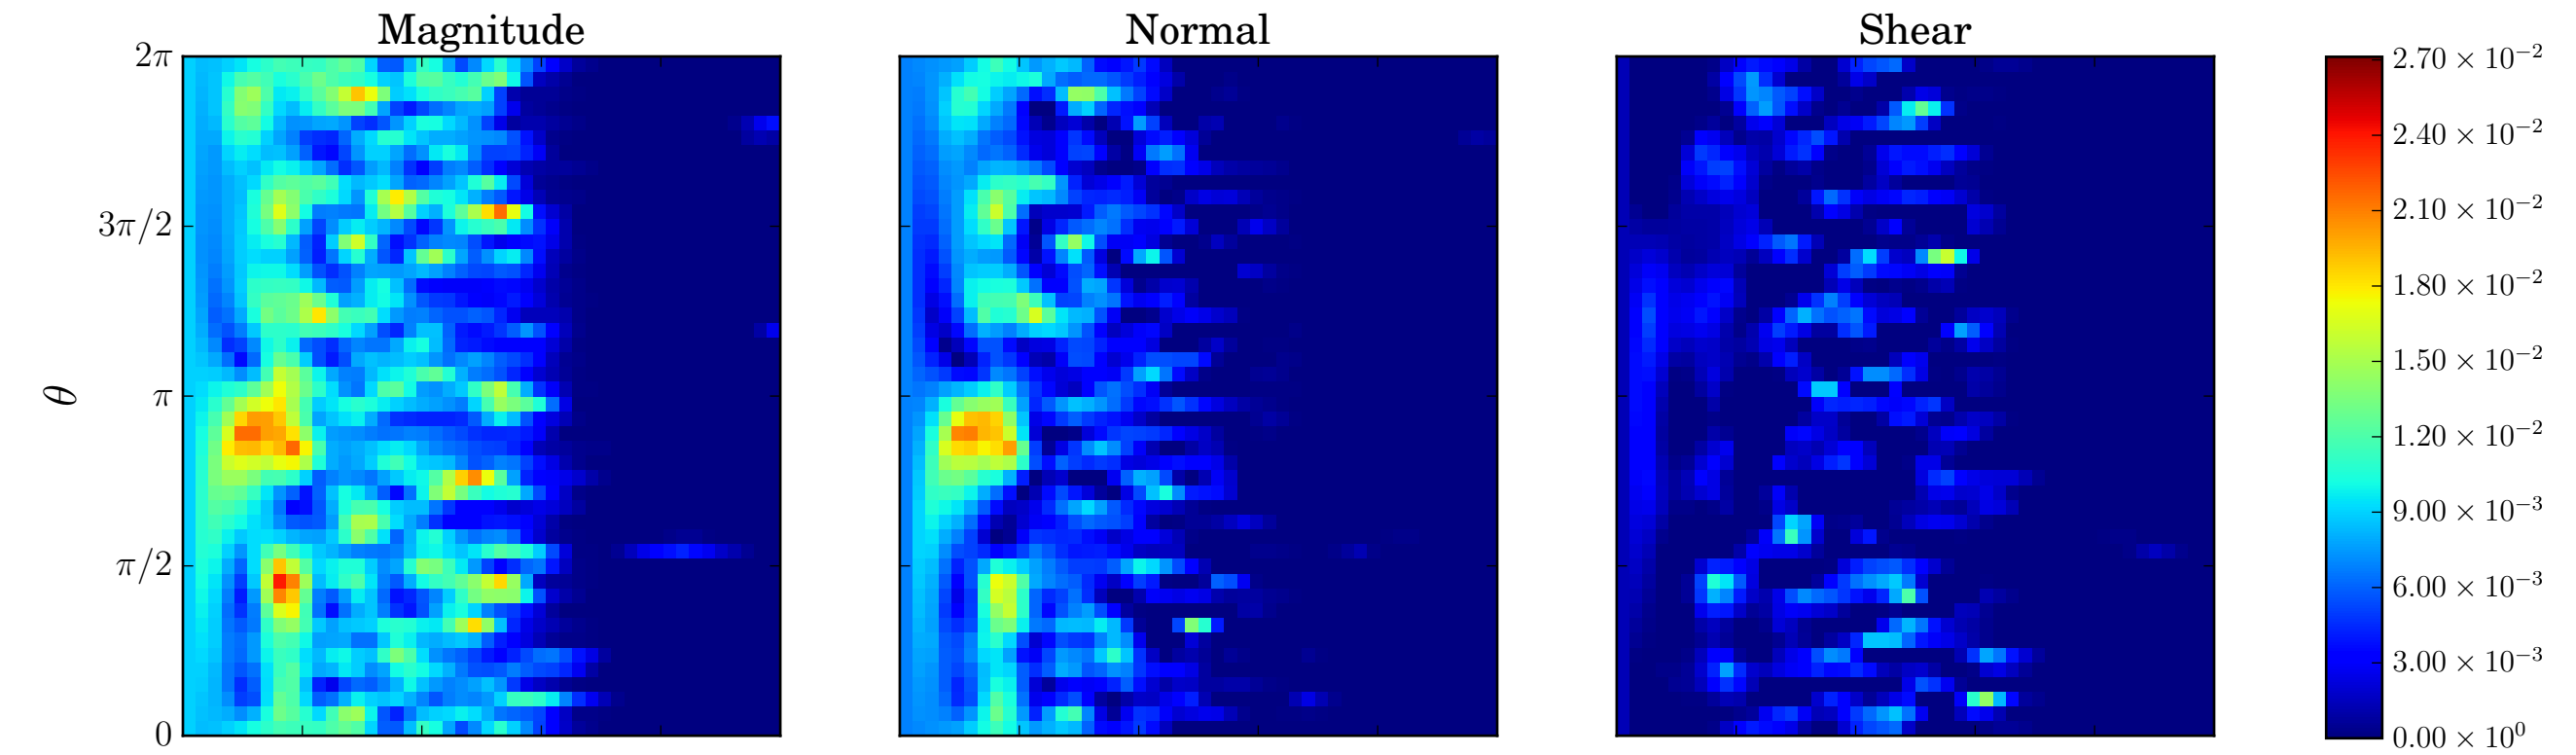 Magnitude Normal Shear
2π
3π/2
π
π/2
0
θ
2.70 × 10⁻²
2.40 × 10⁻²
2.10 × 10⁻²
1.80 × 10⁻²
1.50 × 10⁻²
1.20 × 10⁻²
9.00 × 10⁻³
6.00 × 10⁻³
3.00 × 10⁻³
0.00 × 10⁰